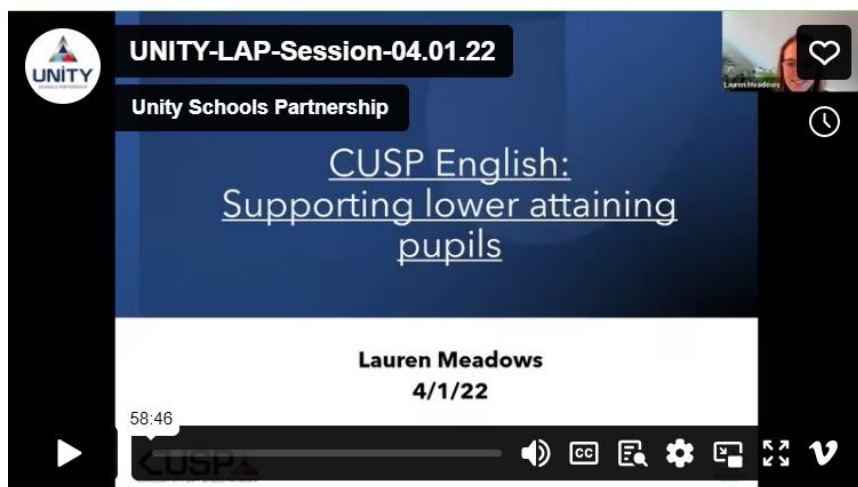 UNITY
UNITY-LAP-Session-04.01.22
Unity Schools Partnership
Lauren Meadows
CUSP English:
Supporting lower attaining
pupils
Lauren Meadows
4/1/22
58:46
CC
CUSP